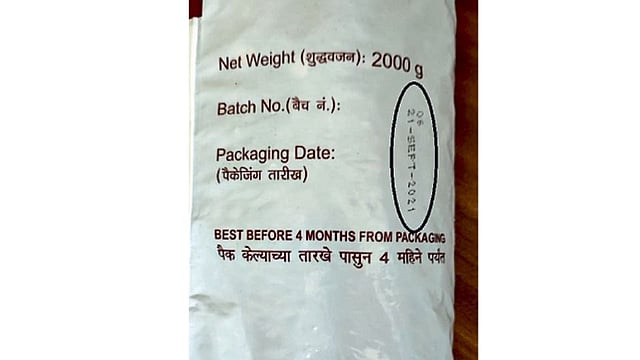 Net Weight (शुद्धवजन): 2000 g
Batch No.(बैच नं.):
06
Packaging Date:
21-SEPT-2021
(पैकेजिंग तारीख)
BEST BEFORE 4 MONTHS FROM PACKAGING
पैक केल्याच्या तारखे पासुन 4 महिने पर्यंत